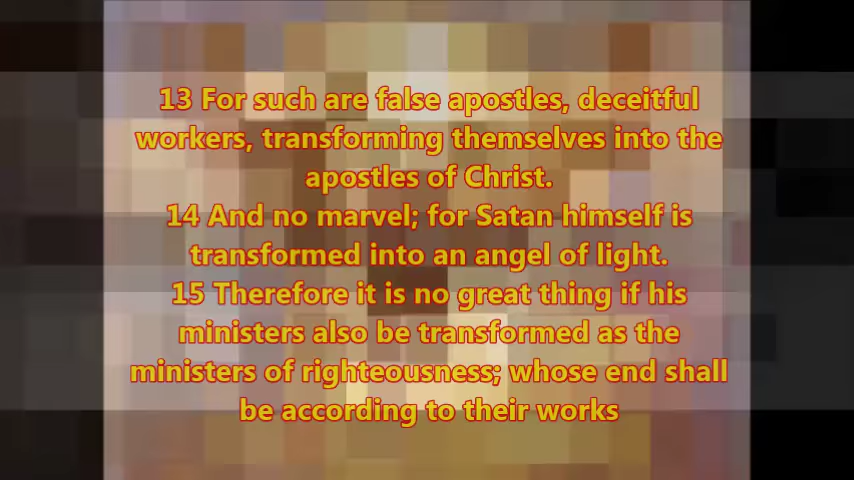 13 For such are false apostles, deceitful
workers, transforming themselves into the
apostles of Christ.
14 And no marvel; for Satan himself is
transformed into an angel of light.
15 Therefore it is no great thing if his
ministers also be transformed as the
ministers of righteousness; whose end shall
be according to their works